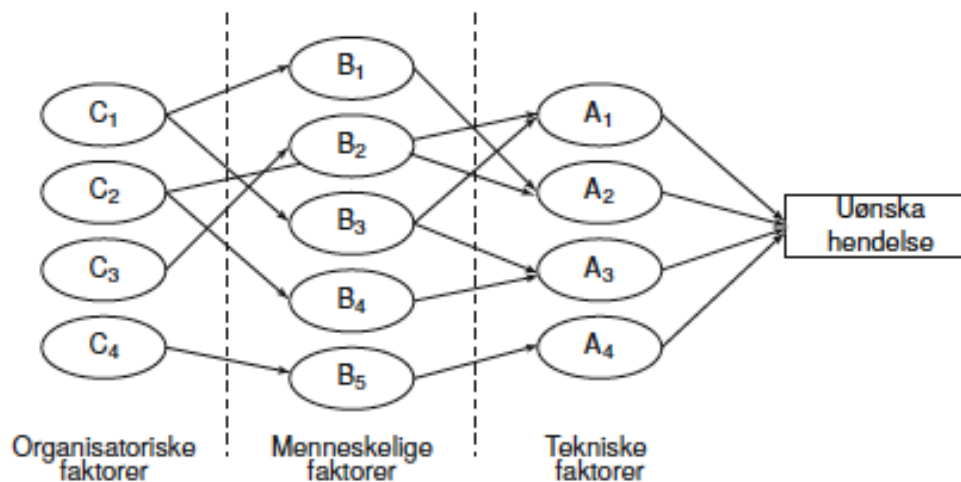 C₁
C₂
C₃
C₄
B₁
B₂
B₃
B₄
B₅
A₁
A₂
A₃
A₄
Uønska
hendelse
Organisatoriske
faktorer
Menneskelige
faktorer
Tekniske
faktorer